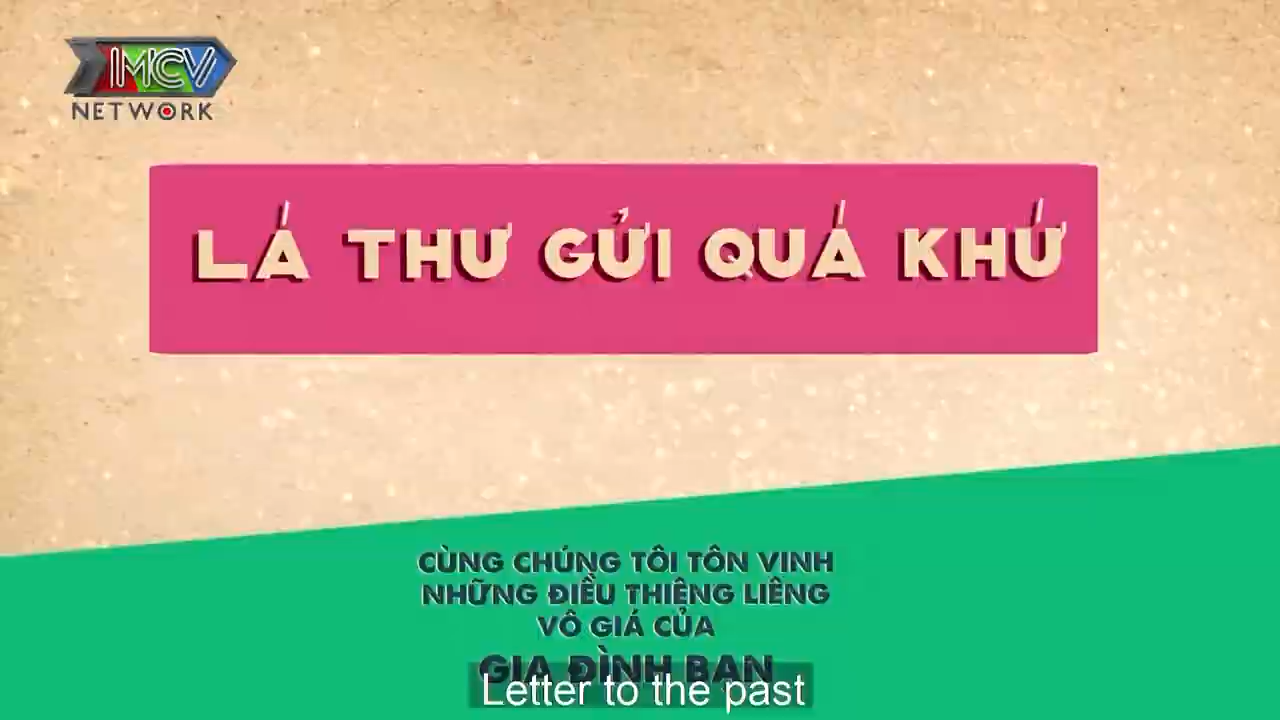 MCV
NETWORK
LÁ THƯ GỬI QUÁ KHỨ
CÙNG CHÚNG TÔI TÔN VINH
NHỮNG ĐIỀU THIÊNG LIÊNG
VÔ GIÁ CỦA
GIA ĐÌNH BẠN
Letter to the past